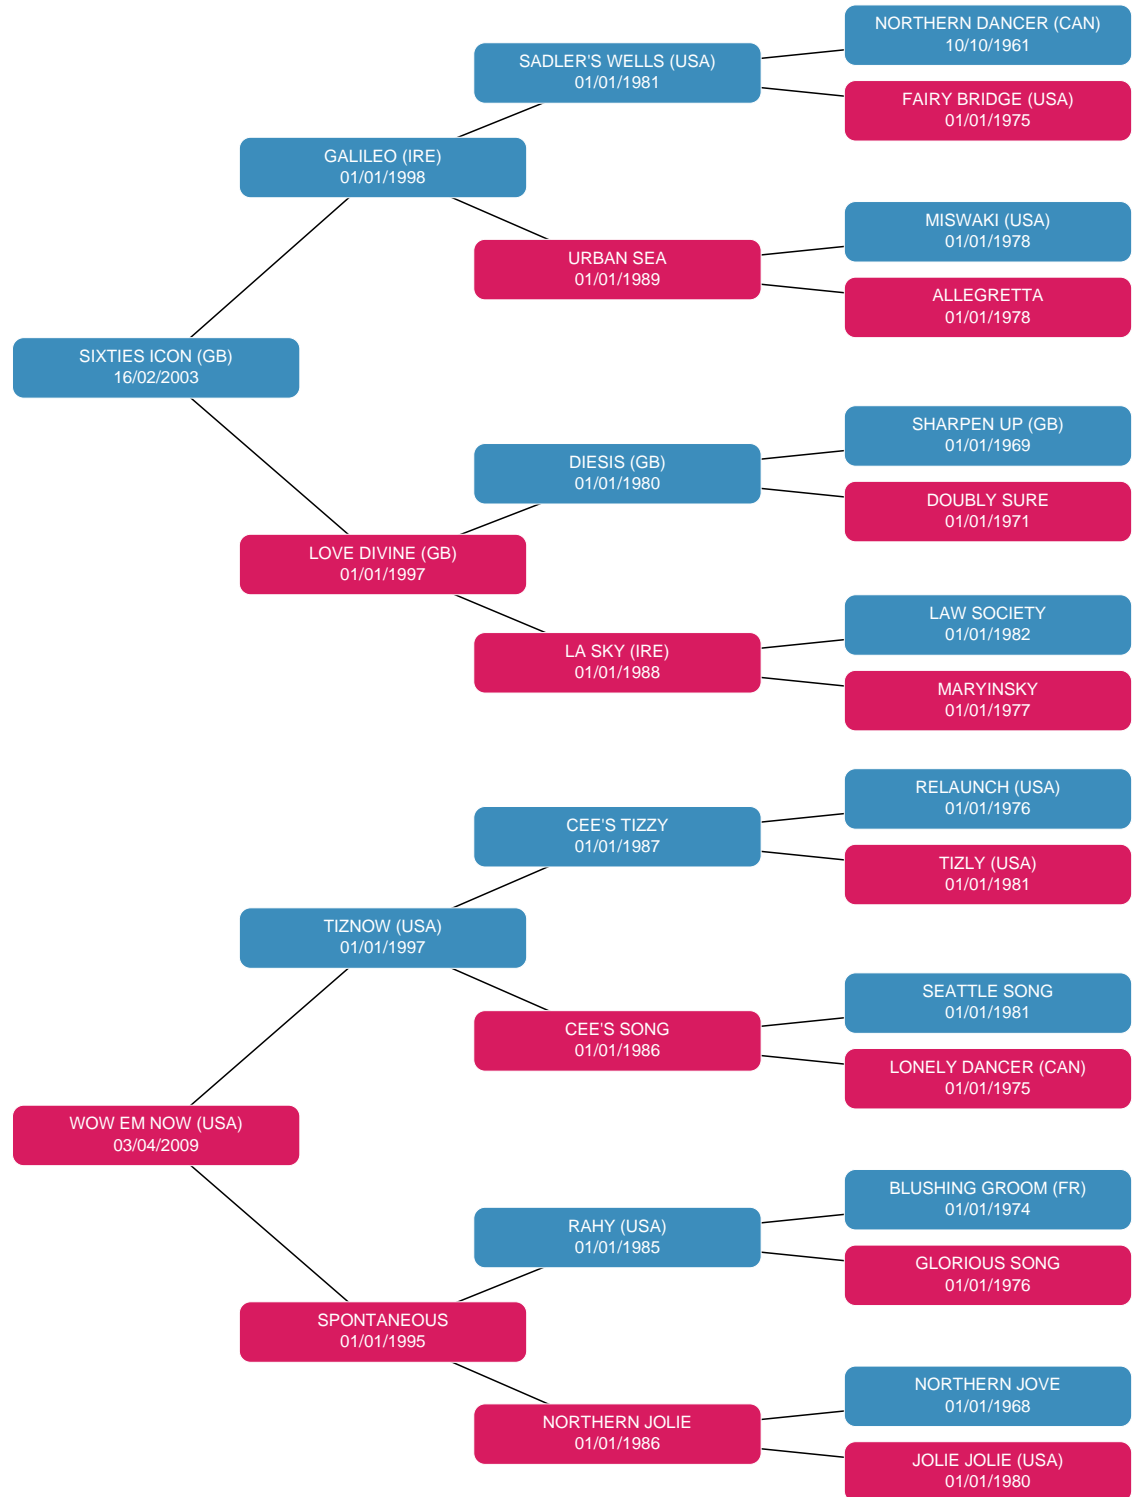 NORTHERN DANCER (CAN)
10/10/1961
SADLER'S WELLS (USA)
01/01/1981
FAIRY BRIDGE (USA)
01/01/1975
GALILEO (IRE)
01/01/1998
MISWAKI (USA)
01/01/1978
URBAN SEA
01/01/1989
ALLEGRETTA
01/01/1978
SIXTIES ICON (GB)
16/02/2003
SHARPEN UP (GB)
01/01/1969
DIESIS (GB)
01/01/1980
DOUBLY SURE
01/01/1971
LOVE DIVINE (GB)
01/01/1997
LAW SOCIETY
01/01/1982
LA SKY (IRE)
01/01/1988
MARYINSKY
01/01/1977
RELAUNCH (USA)
01/01/1976
CEE'S TIZZY
01/01/1987
TIZLY (USA)
01/01/1981
TIZNOW (USA)
01/01/1997
SEATTLE SONG
01/01/1981
CEE'S SONG
01/01/1986
LONELY DANCER (CAN)
01/01/1975
WOW EM NOW (USA)
03/04/2009
BLUSHING GROOM (FR)
01/01/1974
RAHY (USA)
01/01/1985
GLORIOUS SONG
01/01/1976
SPONTANEOUS
01/01/1995
NORTHERN JOVE
01/01/1968
NORTHERN JOLIE
01/01/1986
JOLIE JOLIE (USA)
01/01/1980